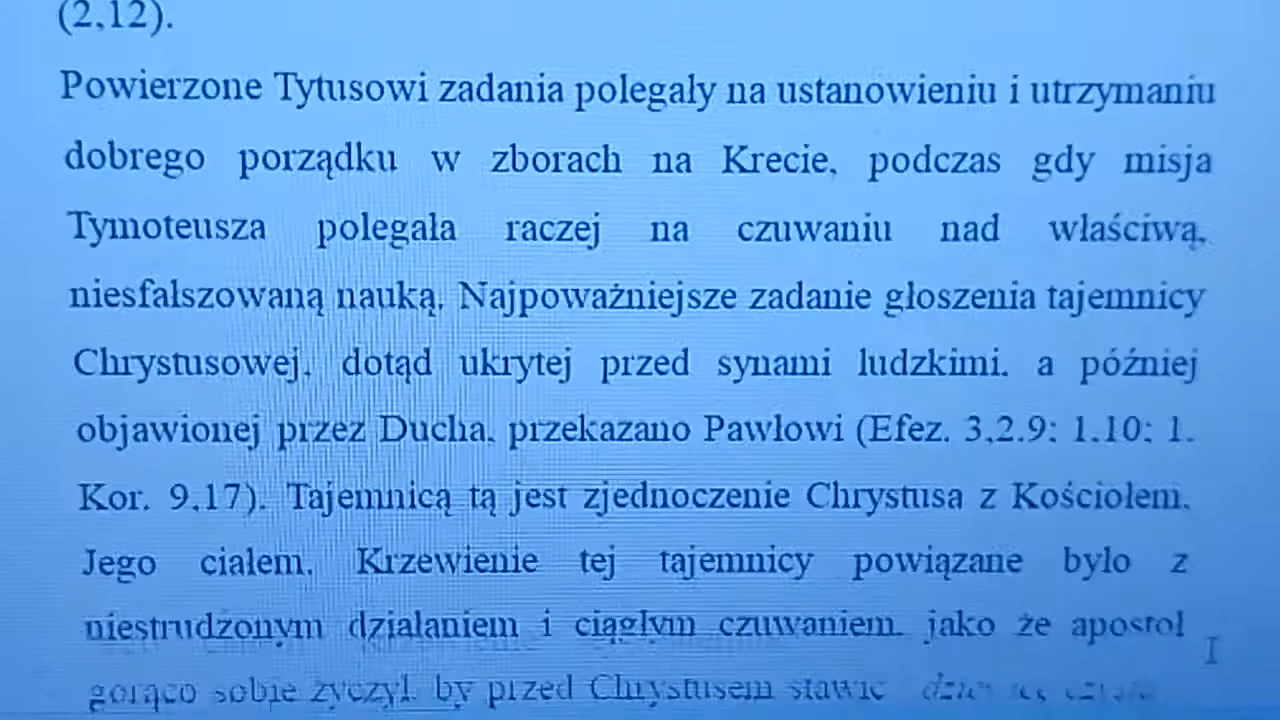 (2,12).
Powierzone Tytusowi zadania polegały na ustanowieniu i utrzymaniu
dobrego porządku w zborach na Krecie, podczas gdy misja
Tymoteusza polegała raczej na czuwaniu nad właściwą,
niesfałszowaną nauką. Najpoważniejsze zadanie głoszenia tajemnicy
Chrystusowej, dotąd ukrytej przed synami ludzkimi, a później
objawionej przez Ducha, przekazano Pawłowi (Efez. 3,2.9; 1,10; 1.
Kor. 9,17). Tajemnicą tą jest zjednoczenie Chrystusa z Kościołem,
Jego ciałem. Krzewienie tej tajemnicy powiązane było z
niestrudzonym działaniem i ciągłym czuwaniem, jako że apostoł
gorąco sobie życzył, by przed Chrystusem stawić